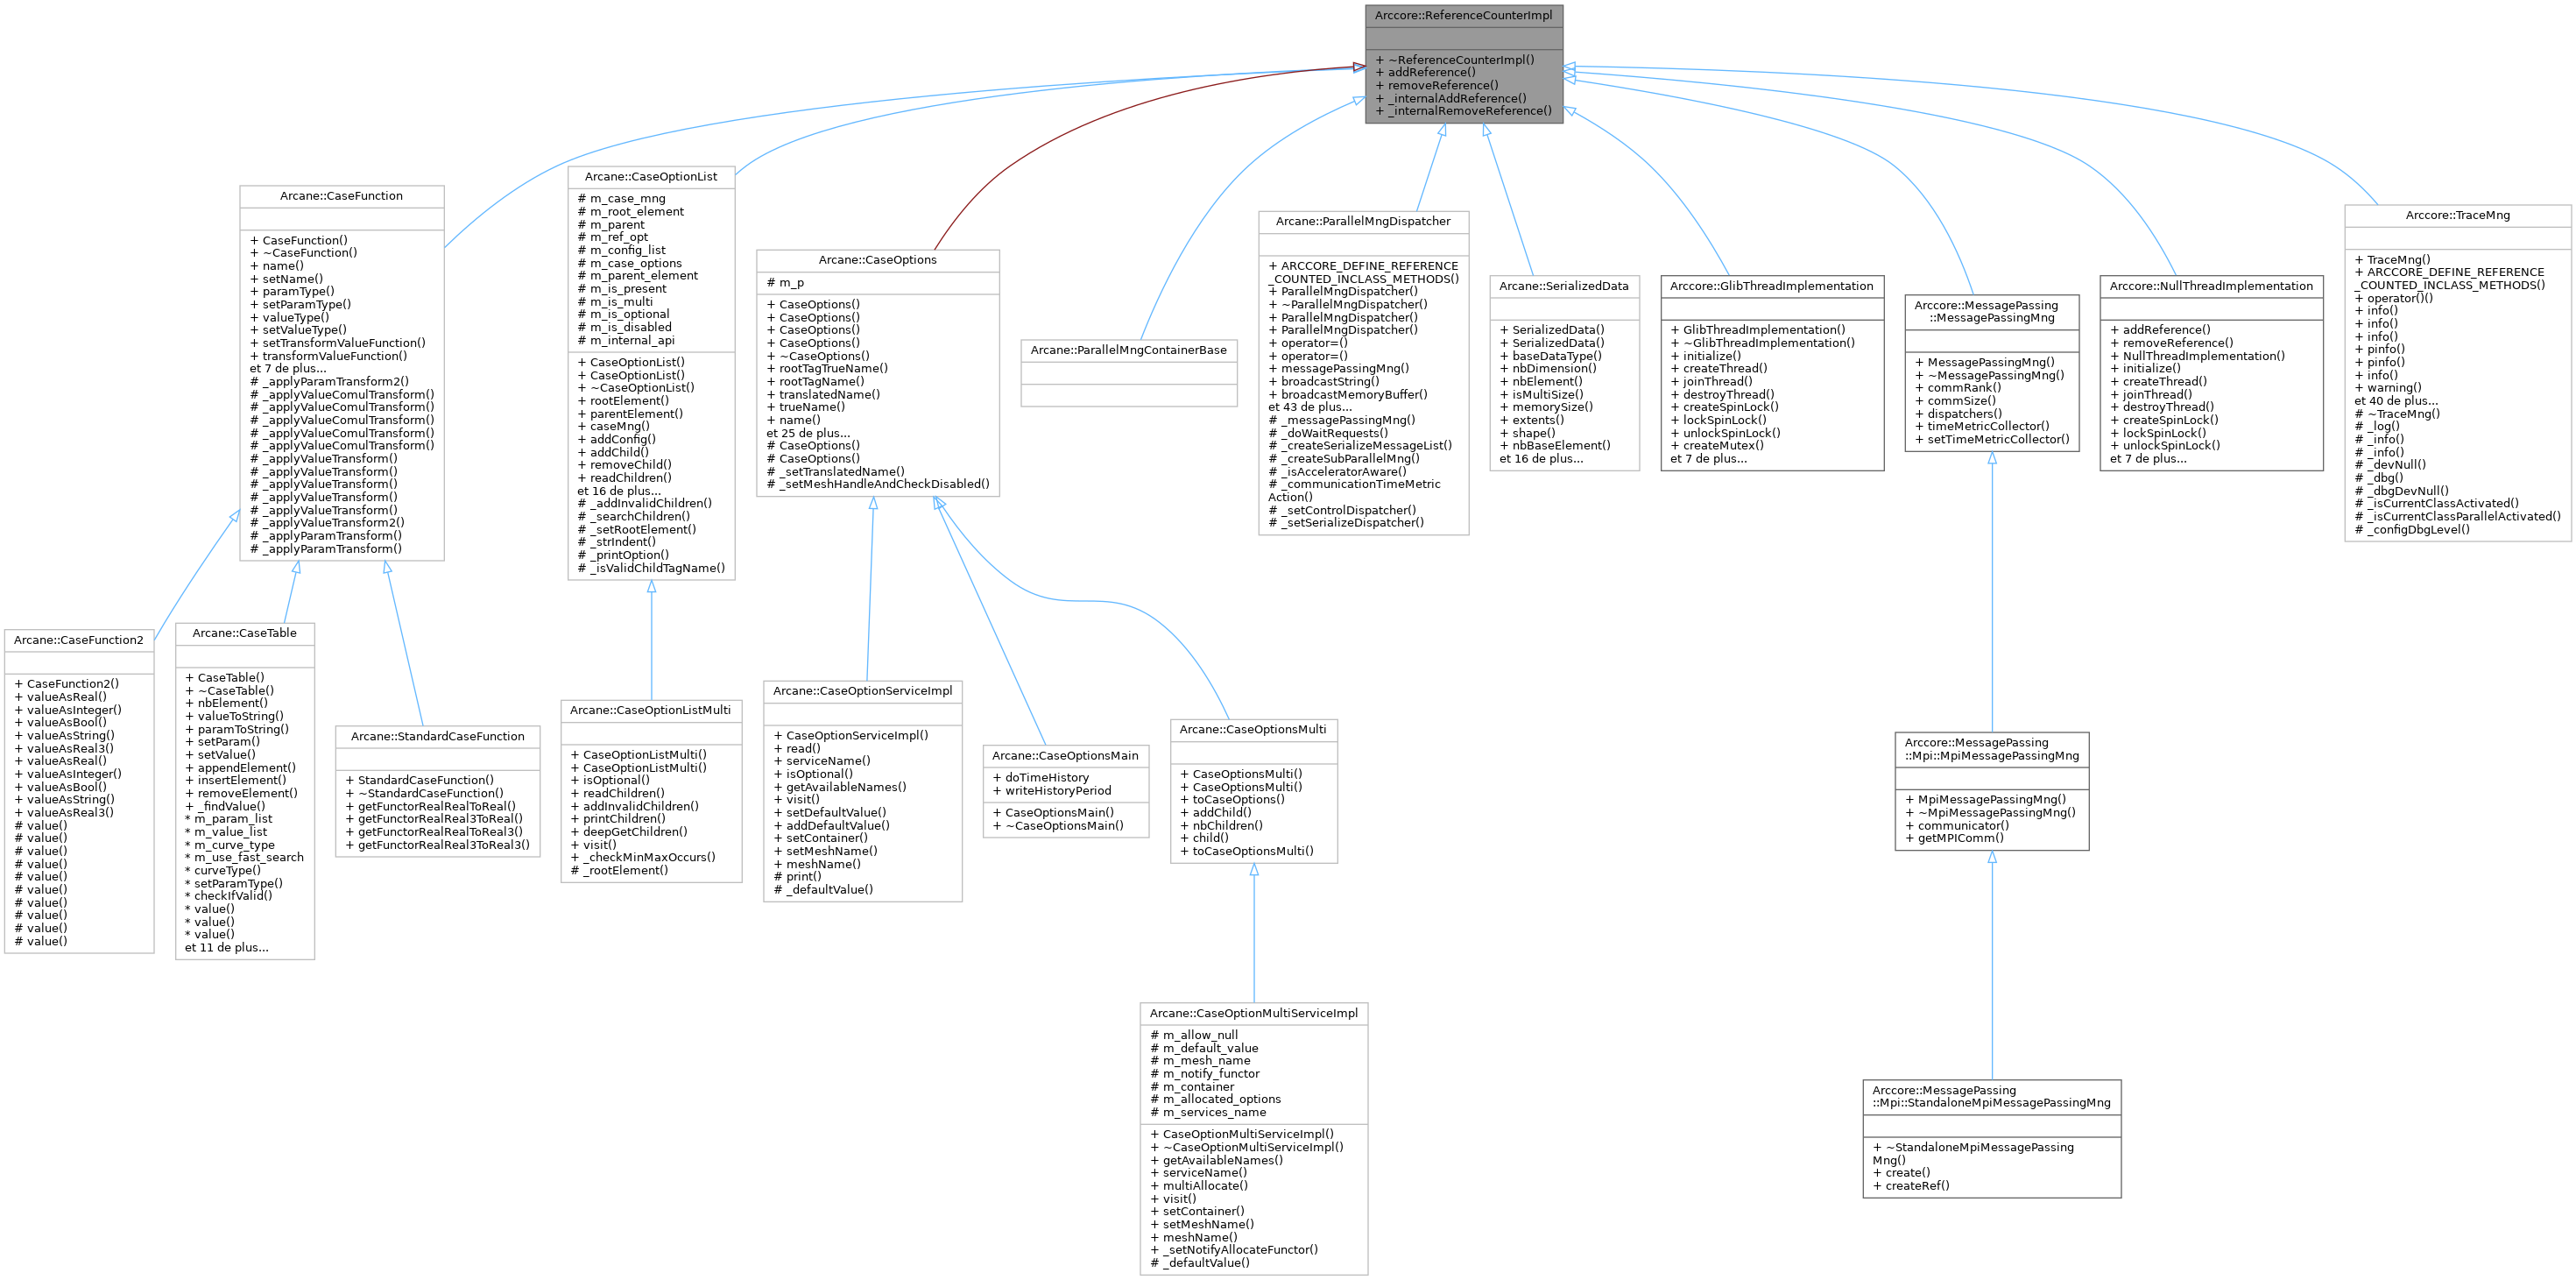 Arccore::ReferenceCounterImpl
+ ~ReferenceCounterImpl()
+ addReference()
+ removeReference()
+ _internalAddReference()
+ _internalRemoveReference()
Arcane::CaseFunction
+ CaseFunction()
+ ~CaseFunction()
+ name()
+ setName()
+ paramType()
+ setParamType()
+ valueType()
+ setValueType()
+ setTransformValueFunction()
+ transformValueFunction()
et 7 de plus...
# _applyParamTransform2()
# _applyValueComulTransform()
# _applyValueComulTransform()
# _applyValueComulTransform()
# _applyValueComulTransform()
# _applyValueComulTransform()
# _applyValueTransform()
# _applyValueTransform()
# _applyValueTransform()
# _applyValueTransform()
# _applyValueTransform()
# _applyValueTransform2()
# _applyParamTransform()
# _applyParamTransform()
Arcane::CaseOptionList
# m_case_mng
# m_root_element
# m_parent
# m_ref_opt
# m_config_list
# m_case_options
# m_parent_element
# m_is_present
# m_is_multi
# m_is_optional
# m_is_disabled
# m_internal_api
+ CaseOptionList()
+ CaseOptionList()
+ ~CaseOptionList()
+ rootElement()
+ parentElement()
+ caseMng()
+ addConfig()
+ addChild()
+ removeChild()
+ readChildren()
et 16 de plus...
# _addInvalidChildren()
# _searchChildren()
# _setRootElement()
# _strIndent()
# _printOption()
# _isValidChildTagName()
Arcane::CaseOptions
# m_p
+ CaseOptions()
+ CaseOptions()
+ CaseOptions()
+ CaseOptions()
+ ~CaseOptions()
+ rootTagTrueName()
+ rootTagName()
+ translatedName()
+ trueName()
+ name()
et 25 de plus...
# CaseOptions()
# CaseOptions()
# _setTranslatedName()
# _setMeshHandleAndCheckDisabled()
Arcane::ParallelMngContainerBase
Arcane::ParallelMngDispatcher
+ ARCCORE_DEFINE_REFERENCE
_COUNTED_INCLASS_METHODS()
+ ParallelMngDispatcher()
+ ~ParallelMngDispatcher()
+ ParallelMngDispatcher()
+ ParallelMngDispatcher()
+ operator=()
+ operator=()
+ messagePassingMng()
+ broadcastString()
+ broadcastMemoryBuffer()
et 43 de plus...
# _messagePassingMng()
# _doWaitRequests()
# _createSerializeMessageList()
# _createSubParallelMng()
# _isAcceleratorAware()
# _communicationTimeMetric
Action()
# _setControlDispatcher()
# _setSerializeDispatcher()
Arcane::SerializedData
+ SerializedData()
+ SerializedData()
+ baseDataType()
+ nbDimension()
+ nbElement()
+ isMultiSize()
+ memorySize()
+ extents()
+ shape()
+ nbBaseElement()
et 16 de plus...
Arccore::GlibThreadImplementation
+ GlibThreadImplementation()
+ ~GlibThreadImplementation()
+ initialize()
+ createThread()
+ joinThread()
+ destroyThread()
+ createSpinLock()
+ lockSpinLock()
+ unlockSpinLock()
+ createMutex()
et 7 de plus...
Arccore::MessagePassing
::MessagePassingMng
+ MessagePassingMng()
+ ~MessagePassingMng()
+ commRank()
+ commSize()
+ dispatchers()
+ timeMetricCollector()
+ setTimeMetricCollector()
Arccore::NullThreadImplementation
+ addReference()
+ removeReference()
+ NullThreadImplementation()
+ initialize()
+ createThread()
+ joinThread()
+ destroyThread()
+ createSpinLock()
+ lockSpinLock()
+ unlockSpinLock()
et 7 de plus...
Arccore::TraceMng
+ TraceMng()
+ ARCCORE_DEFINE_REFERENCE
_COUNTED_INCLASS_METHODS()
+ operator()()
+ info()
+ info()
+ info()
+ pinfo()
+ pinfo()
+ info()
+ warning()
et 40 de plus...
# ~TraceMng()
# _log()
# _info()
# _info()
# _devNull()
# _dbg()
# _dbgDevNull()
# _isCurrentClassActivated()
# _isCurrentClassParallelActivated()
# _configDbgLevel()
Arcane::CaseFunction2
+ CaseFunction2()
+ valueAsReal()
+ valueAsInteger()
+ valueAsBool()
+ valueAsString()
+ valueAsReal3()
+ valueAsReal()
+ valueAsInteger()
+ valueAsBool()
+ valueAsString()
+ valueAsReal3()
# value()
# value()
# value()
# value()
# value()
# value()
# value()
# value()
# value()
# value()
Arcane::CaseTable
+ CaseTable()
+ ~CaseTable()
+ nbElement()
+ valueToString()
+ paramToString()
+ setParam()
+ setValue()
+ appendElement()
+ insertElement()
+ removeElement()
+ _findValue()
* m_param_list
* m_value_list
* m_curve_type
* m_use_fast_search
* curveType()
* setParamType()
* checkIfValid()
* value()
* value()
* value()
et 11 de plus...
Arcane::StandardCaseFunction
+ StandardCaseFunction()
+ ~StandardCaseFunction()
+ getFunctorRealRealToReal()
+ getFunctorRealReal3ToReal()
+ getFunctorRealRealToReal3()
+ getFunctorRealReal3ToReal3()
Arcane::CaseOptionListMulti
+ CaseOptionListMulti()
+ CaseOptionListMulti()
+ isOptional()
+ readChildren()
+ addInvalidChildren()
+ printChildren()
+ deepGetChildren()
+ visit()
+ _checkMinMaxOccurs()
# _rootElement()
Arcane::CaseOptionServiceImpl
+ CaseOptionServiceImpl()
+ read()
+ serviceName()
+ isOptional()
+ getAvailableNames()
+ visit()
+ setDefaultValue()
+ addDefaultValue()
+ setContainer()
+ setMeshName()
+ meshName()
# print()
# _defaultValue()
Arcane::CaseOptionsMain
+ doTimeHistory
+ writeHistoryPeriod
+ CaseOptionsMain()
+ ~CaseOptionsMain()
Arcane::CaseOptionsMulti
+ CaseOptionsMulti()
+ CaseOptionsMulti()
+ toCaseOptions()
+ addChild()
+ nbChildren()
+ child()
+ toCaseOptionsMulti()
Arccore::MessagePassing
::Mpi::MpiMessagePassingMng
+ MpiMessagePassingMng()
+ ~MpiMessagePassingMng()
+ communicator()
+ getMPIComm()
Arcane::CaseOptionMultiServiceImpl
# m_allow_null
# m_default_value
# m_mesh_name
# m_notify_functor
# m_container
# m_allocated_options
# m_services_name
+ CaseOptionMultiServiceImpl()
+ ~CaseOptionMultiServiceImpl()
+ getAvailableNames()
+ serviceName()
+ multiAllocate()
+ visit()
+ setContainer()
+ setMeshName()
+ meshName()
+ _setNotifyAllocateFunctor()
# _defaultValue()
Arccore::MessagePassing
::Mpi::StandaloneMpiMessagePassingMng
+ ~StandaloneMpiMessagePassing
Mng()
+ create()
+ createRef()